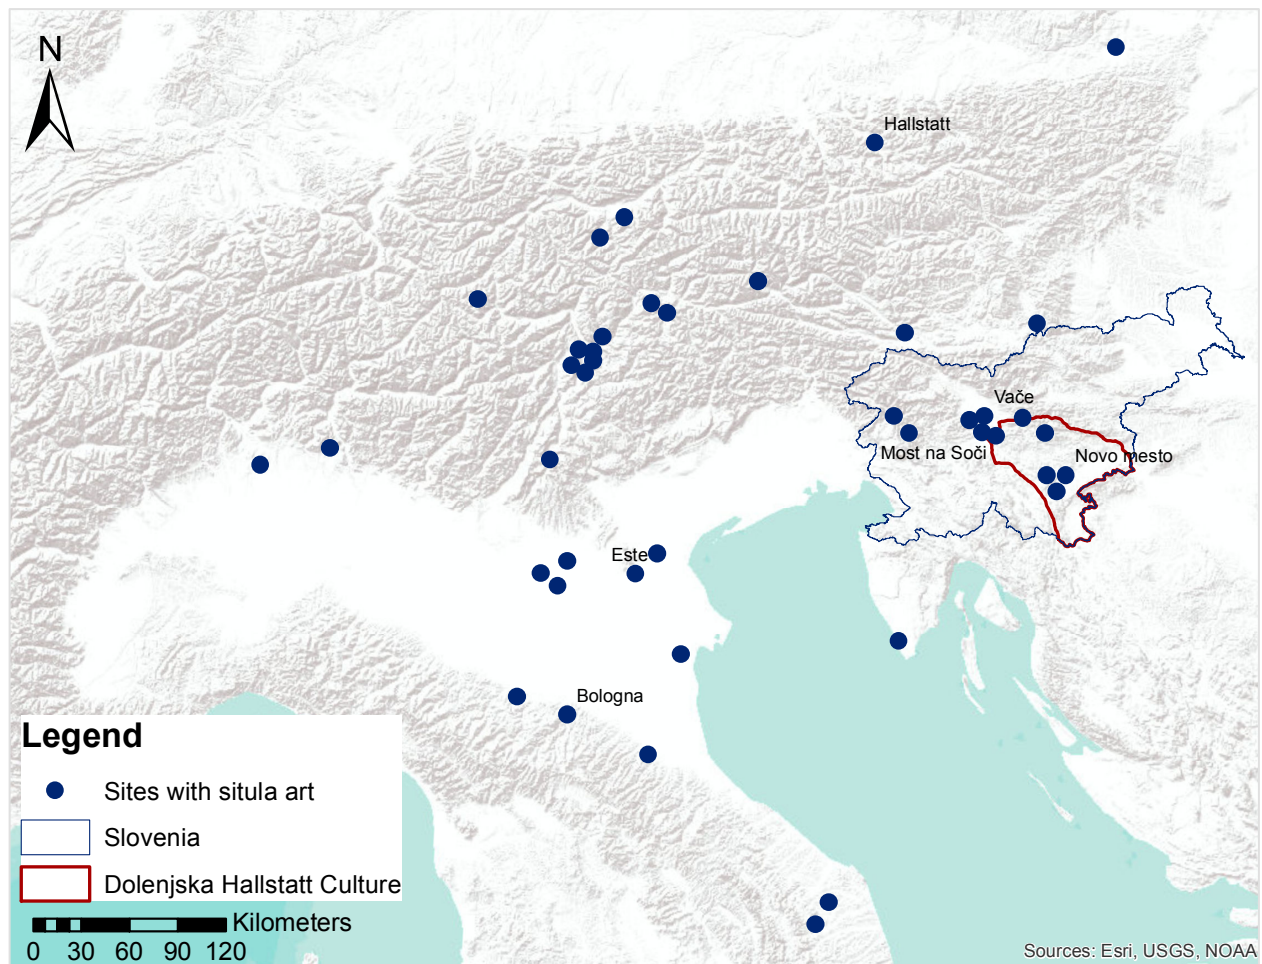 N
Hallstatt
Vače
Most na Soči
Novo mesto
Este
Bologna
Legend
Sites with situla art
Slovenia
Dolenjska Hallstatt Culture
Kilometers
0 30 60 90 120
Sources: Esri, USGS, NOAA